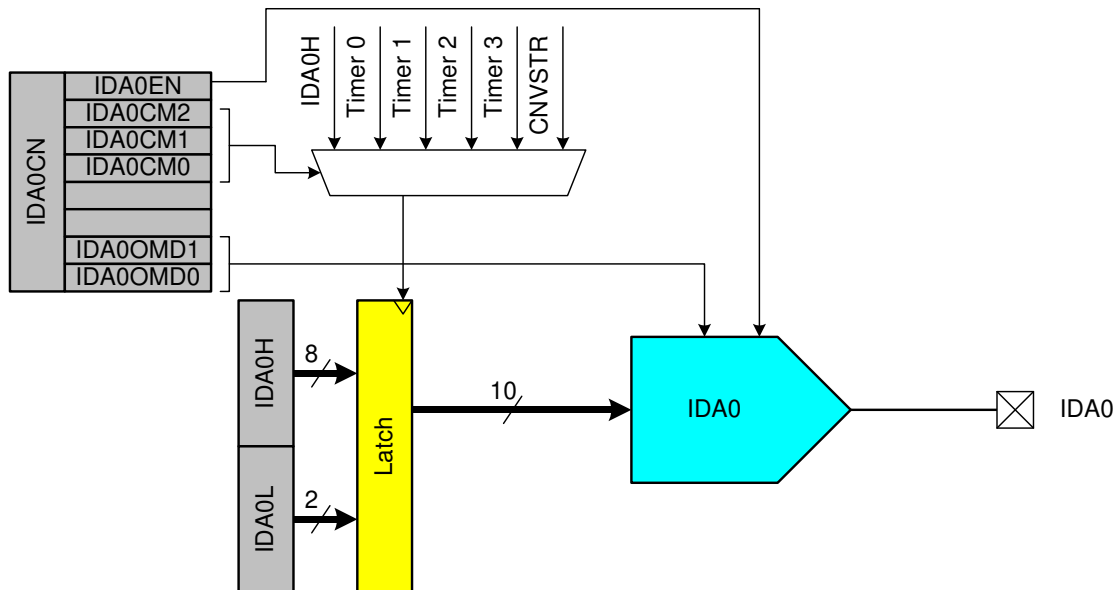 IDA0CN
IDA0EN
IDA0CM2
IDA0CM1
IDA0CM0
IDA0OMD1
IDA0OMD0
IDA0H
Timer 0
Timer 1
Timer 2
Timer 3
CNVSTR
IDA0H
8
IDA0L
2
Latch
10
IDA0
IDA0